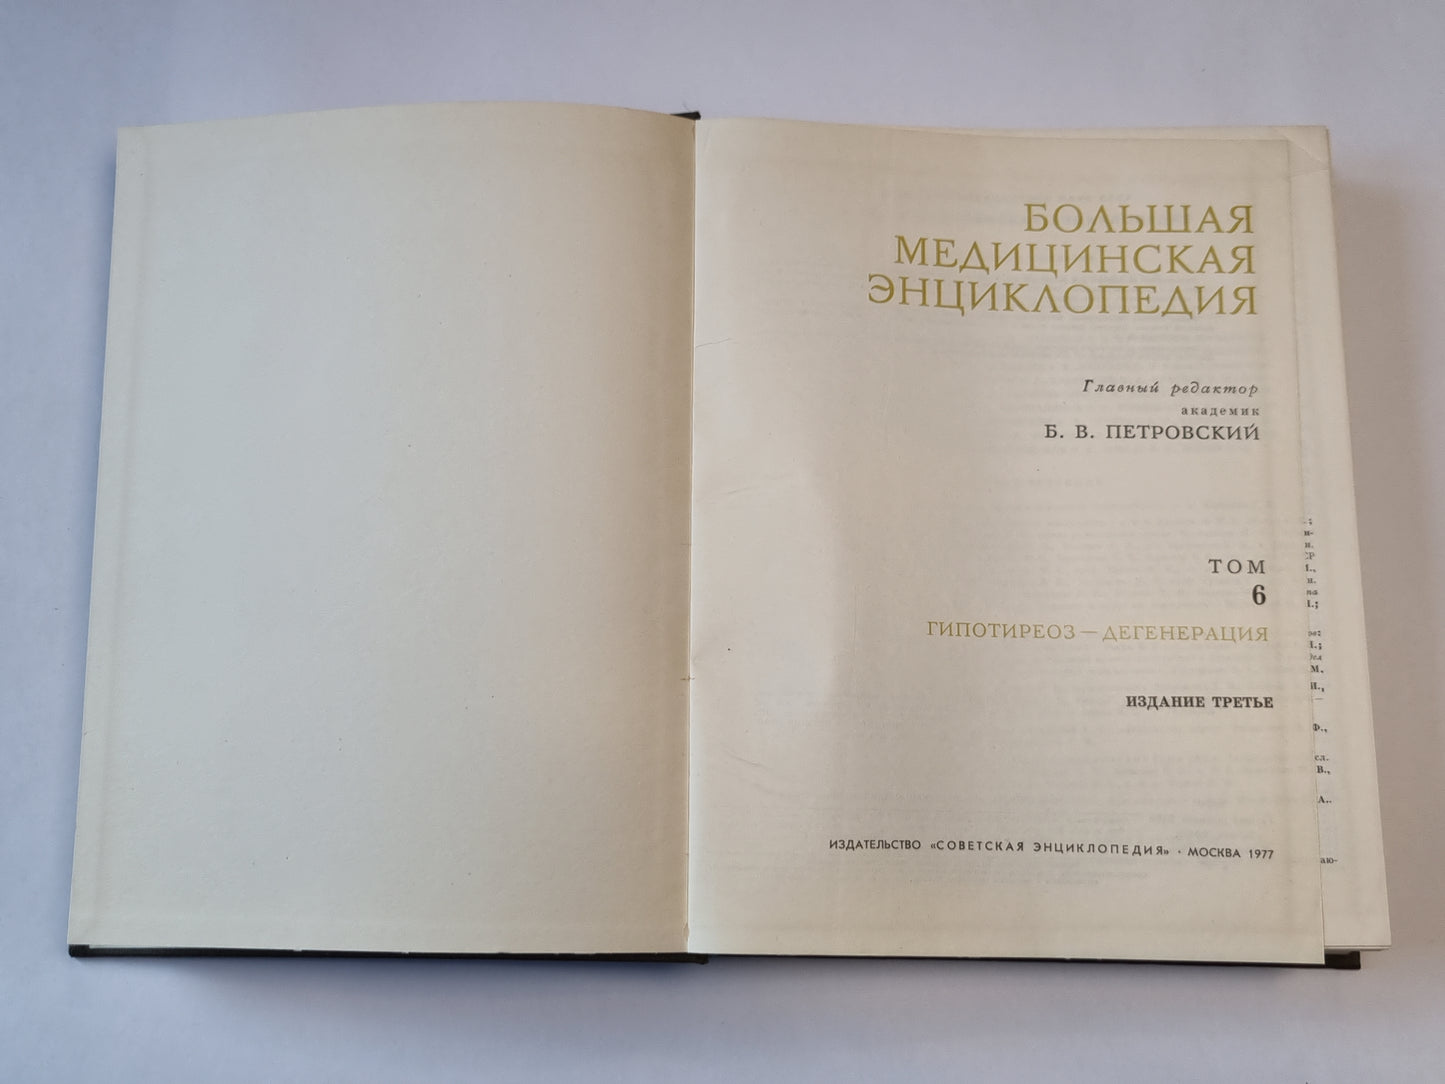 БОЛЬШАЯ
МЕДИЦИНСКАЯ
ЭНЦИКЛОПЕДИЯ
Главный редактор
академик
Б. В. ПЕТРОВСКИЙ
ТОМ
6
ГИПОТИРЕОЗ — ДЕГЕНЕРАЦИЯ
ИЗДАНИЕ ТРЕТЬЕ
ИЗДАТЕЛЬСТВО «СОВЕТСКАЯ ЭНЦИКЛОПЕДИЯ» · МОСКВА 1977